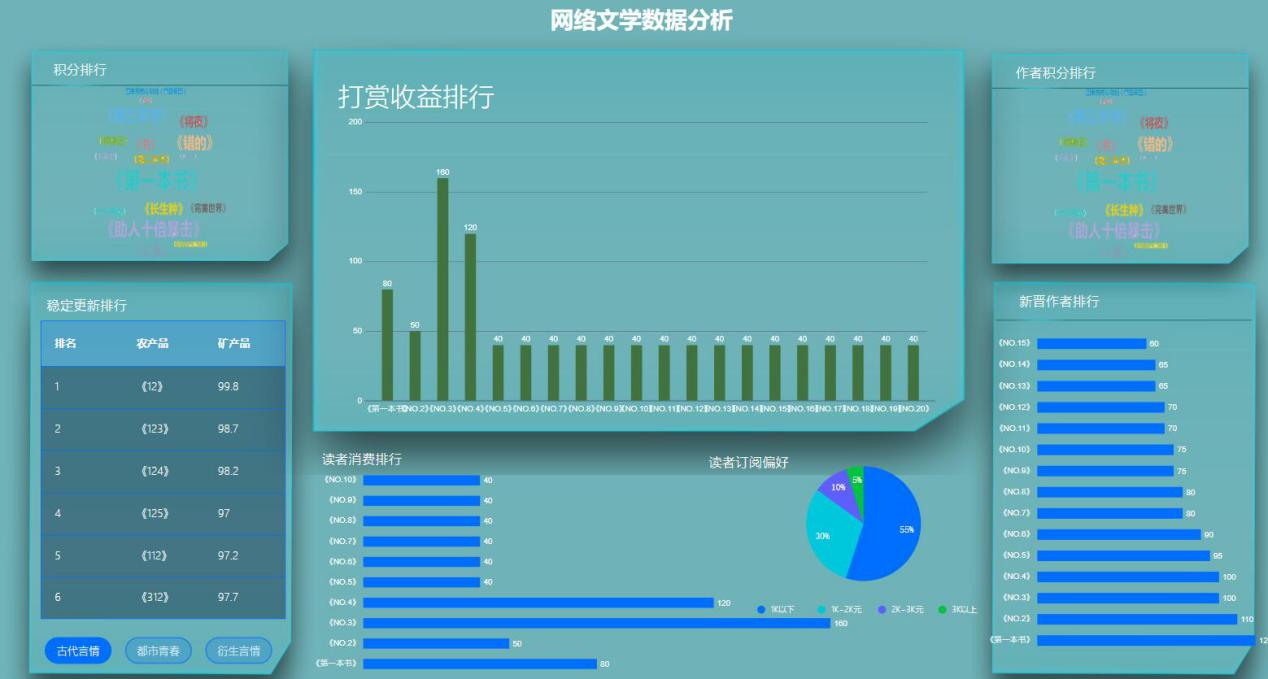 网络文学数据分析
积分排行
《将夜》
《错的》
《第一本书》
《长生种》
《完美世界》
《助人十倍暴击》
打赏收益排行
200
150
100
50
0
80
50
160
120
40 40 40 40 40 40 40 40 40 40 40 40 40 40 40 40
《第一本书》 《NO.2》 《NO.3》 《NO.4》 《NO.5》 《NO.6》 《NO.7》 《NO.8》 《NO.9》 《NO.10》 《NO.11》 《NO.12》 《NO.13》 《NO.14》 《NO.15》 《NO.16》 《NO.17》 《NO.18》 《NO.19》 《NO.20》
作者积分排行
《将夜》
《错的》
《第一本书》
《长生种》
《完美世界》
《助人十倍暴击》
稳定更新排行
排名 农产品 矿产品
1 《12》 99.8
2 《123》 98.7
3 《124》 98.2
4 《125》 97
5 《112》 97.2
6 《312》 97.7
古代言情 都市青春 衍生言情
读者消费排行
《NO.10》 40
《NO.9》 40
《NO.8》 40
《NO.7》 40
《NO.6》 40
《NO.5》 40
《NO.4》 120
《NO.3》 160
《NO.2》 50
《第一本书》 80
读者订阅偏好
5%
10%
30%
55%
1K以下 1K-2K元 2K-3K元 3K以上
新晋作者排行
《NO.15》 60
《NO.14》 65
《NO.13》 65
《NO.12》 70
《NO.11》 70
《NO.10》 75
《NO.9》 75
《NO.8》 80
《NO.7》 80
《NO.6》 90
《NO.5》 95
《NO.4》 100
《NO.3》 100
《NO.2》 110
《第一本书》